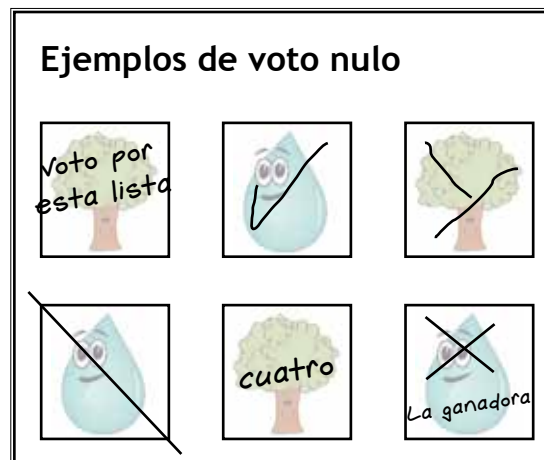 Ejemplos de voto nulo
voto por
esta lista
cuatro
La ganadora